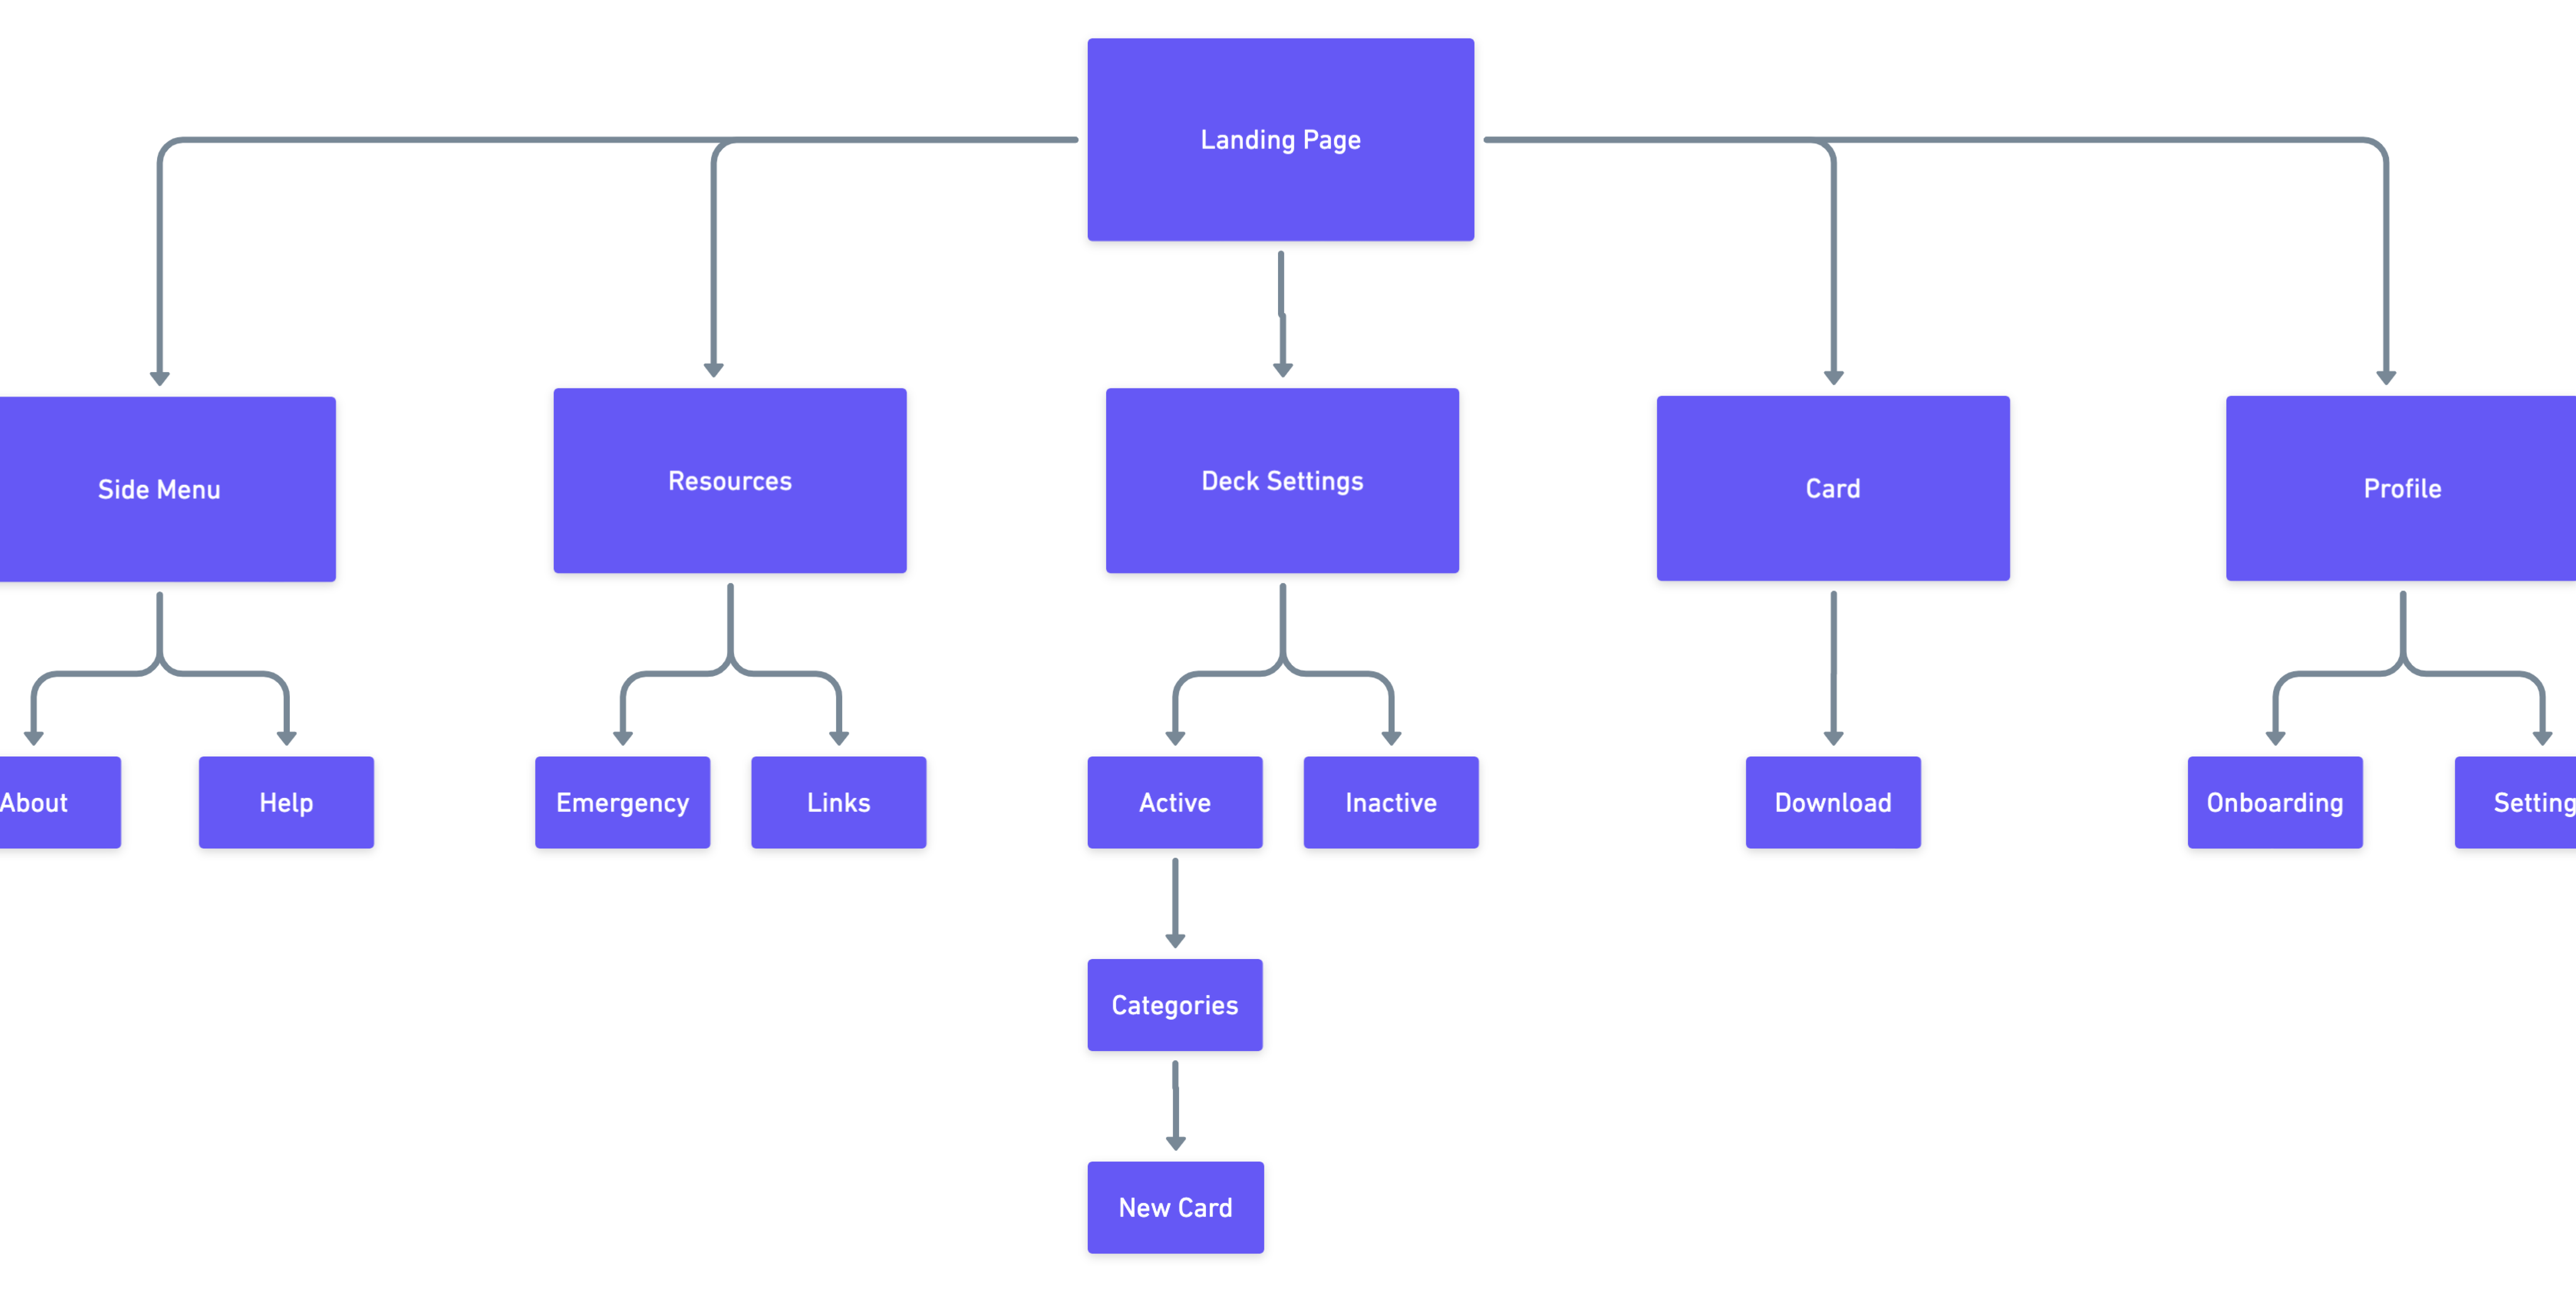 Landing Page
Side Menu
Resources
Deck Settings
Card
Profile
About
Help
Emergency
Links
Active
Inactive
Download
Onboarding
Setting
Categories
New Card